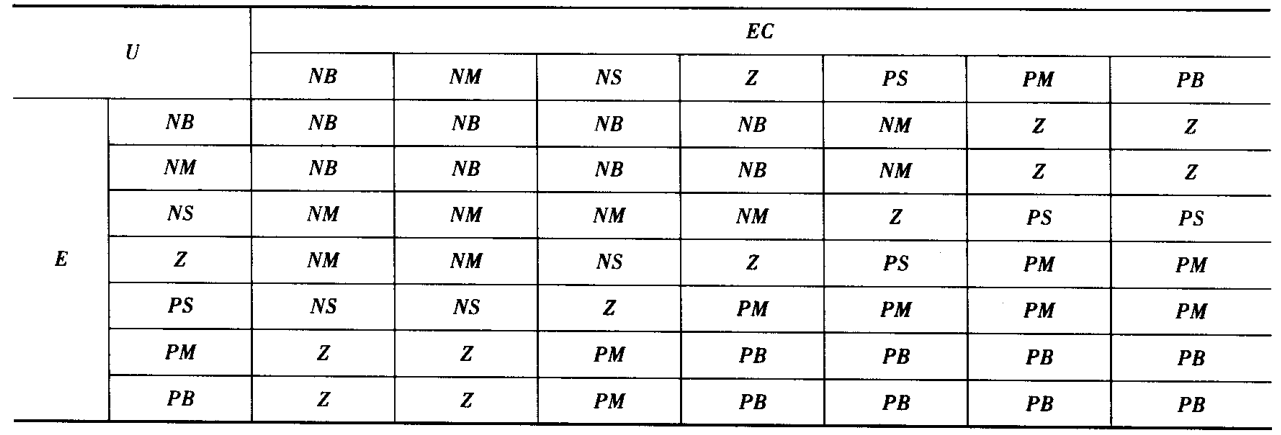 U EC
NB NM NS Z PS PM PB
NB NB NB NB NB NM Z Z
NM NB NB NB NB NM Z Z
NS NM NM NM NM Z PS PS
E Z NM NM NS Z PS PM PM
PS NS NS Z PM PM PM PM
PM Z Z PM PB PB PB PB
PB Z Z PM PB PB PB PB